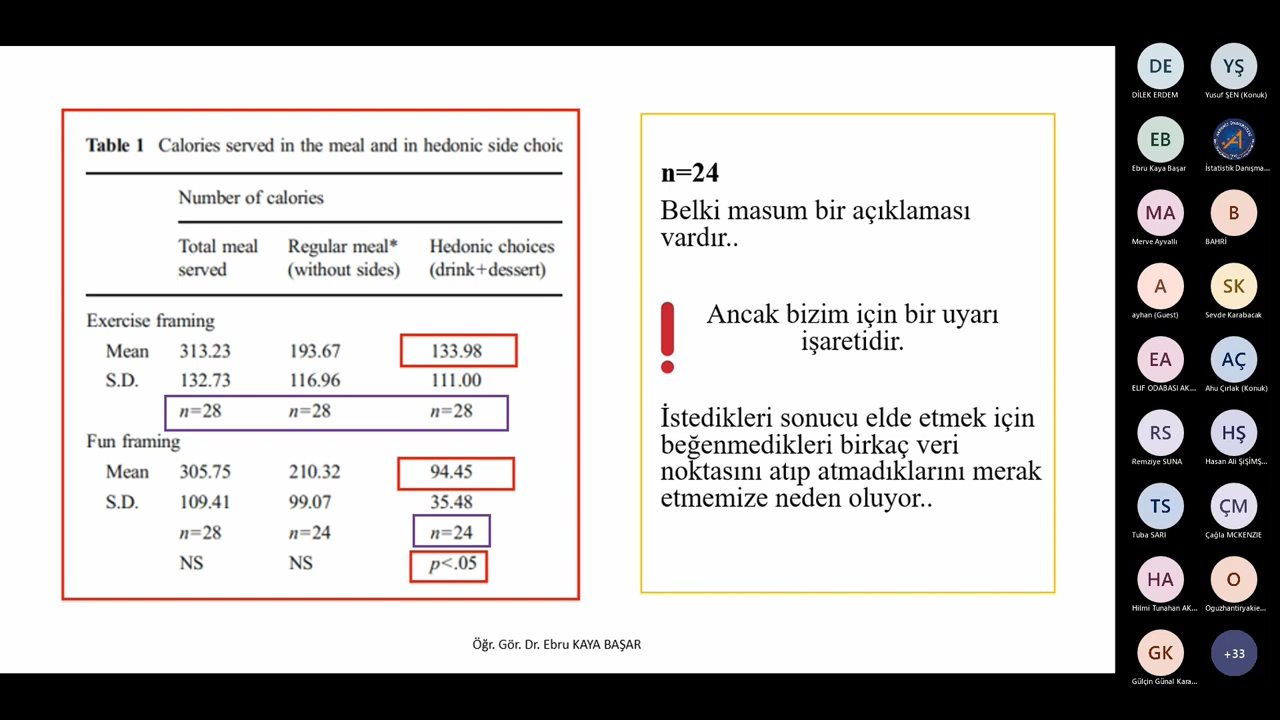 Table 1 Calories served in the meal and in hedonic side choic
Number of calories
Total meal served
Regular meal* (without sides)
Hedonic choices (drink+dessert)
Exercise framing
Mean 313.23 193.67 133.98
S.D. 132.73 116.96 111.00
n=28 n=28 n=28
Fun framing
Mean 305.75 210.32 94.45
S.D. 109.41 99.07 35.48
n=28 n=24 n=24
NS NS p<.05
n=24
Belki masum bir açıklaması
vardır..
Ancak bizim için bir uyarı
işaretidir.
İstedikleri sonucu elde etmek için
beğenmedikleri birkaç veri
noktasını atıp atmadıklarını merak
etmemize neden oluyor..
Öğr. Gör. Dr. Ebru KAYA BAŞAR
DE
DİLEK ERDEM
YŞ
Yusuf ŞEN (Konuk)
EB
Ebru Kaya Başar
İstatistik Danışma...
MA
Merve Ayvallı
B
BAHRİ
A
ayhan (Guest)
SK
Sevde Karabacak
EA
ELIF ODABASI AK...
AÇ
Ahu Çırlak (Konuk)
RS
Remziye SUNA
HŞ
Hasan Ali ŞİŞİMŞ...
TS
Tuba SARI
ÇM
Çağla MCKENZIE
HA
Hilmi Tunahan AK...
O
Oguzhantiryakie...
GK
Gülçin Günal Kara...
+33